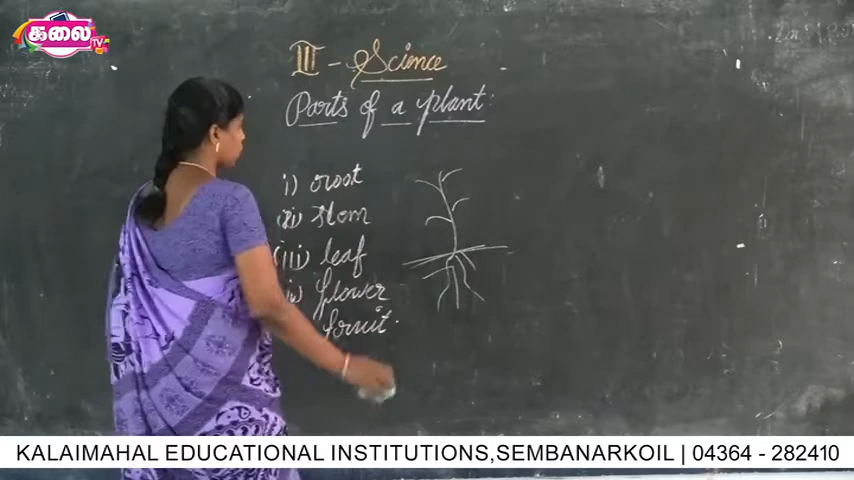 கலை TV
III - Science
Parts of a plant:
i) root
(ii) stem
(iii) leaf
iv) flower
fruit.
KALAIMAHAL EDUCATIONAL INSTITUTIONS,SEMBANARKOIL | 04364 - 282410